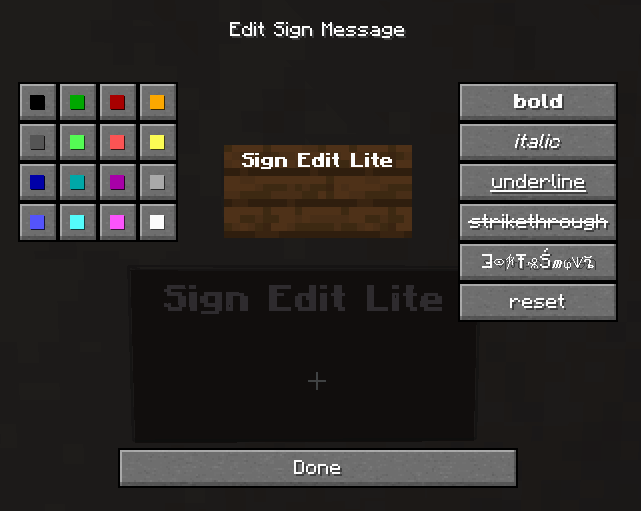 Edit Sign Message
Sign Edit Lite
bold
italic
underline
strikethrough
reset
Sign Edit Lite
Done